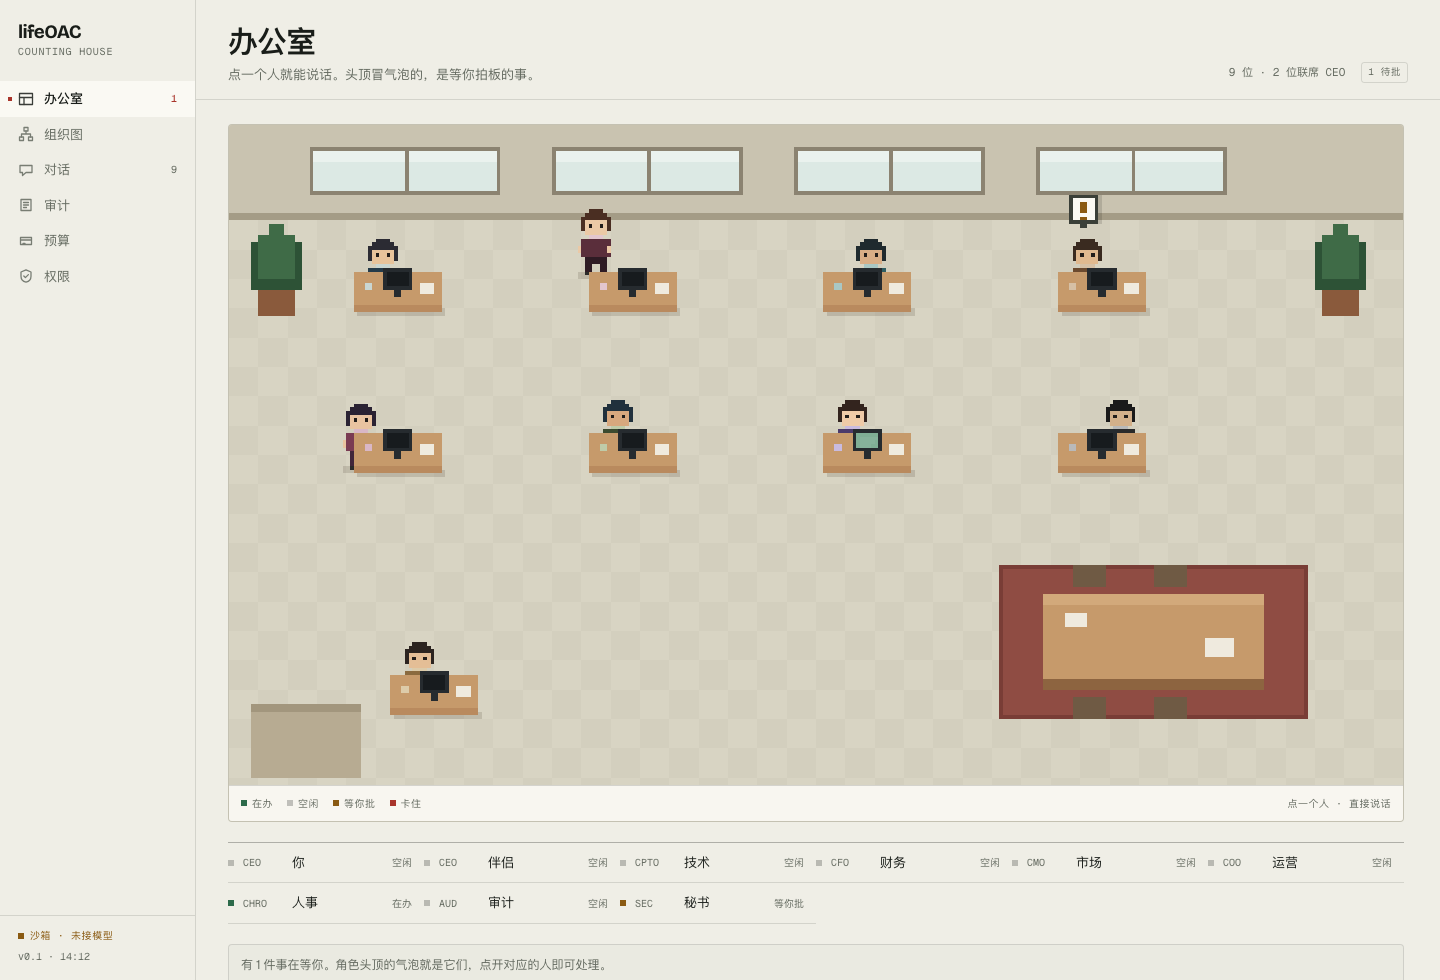 lifeOAC
COUNTING HOUSE
办公室 1
组织图
对话 9
审计
预算
权限
沙箱 · 未接模型
v0.1 · 14:12
办公室
点一个人就能说话。头顶冒气泡的，是等你拍板的事。
9 位 · 2 位联席 CEO 1 待批
在办 空闲 等你批 卡住
点一个人 · 直接说话
CEO 你 空闲 CEO 伴侣 空闲 CPTO 技术 空闲 CFO 财务 空闲 CMO 市场 空闲 COO 运营 空闲
CHRO 人事 在办 AUD 审计 空闲 SEC 秘书 等你批
有 1 件事在等你。角色头顶的气泡就是它们，点开对应的人即可处理。